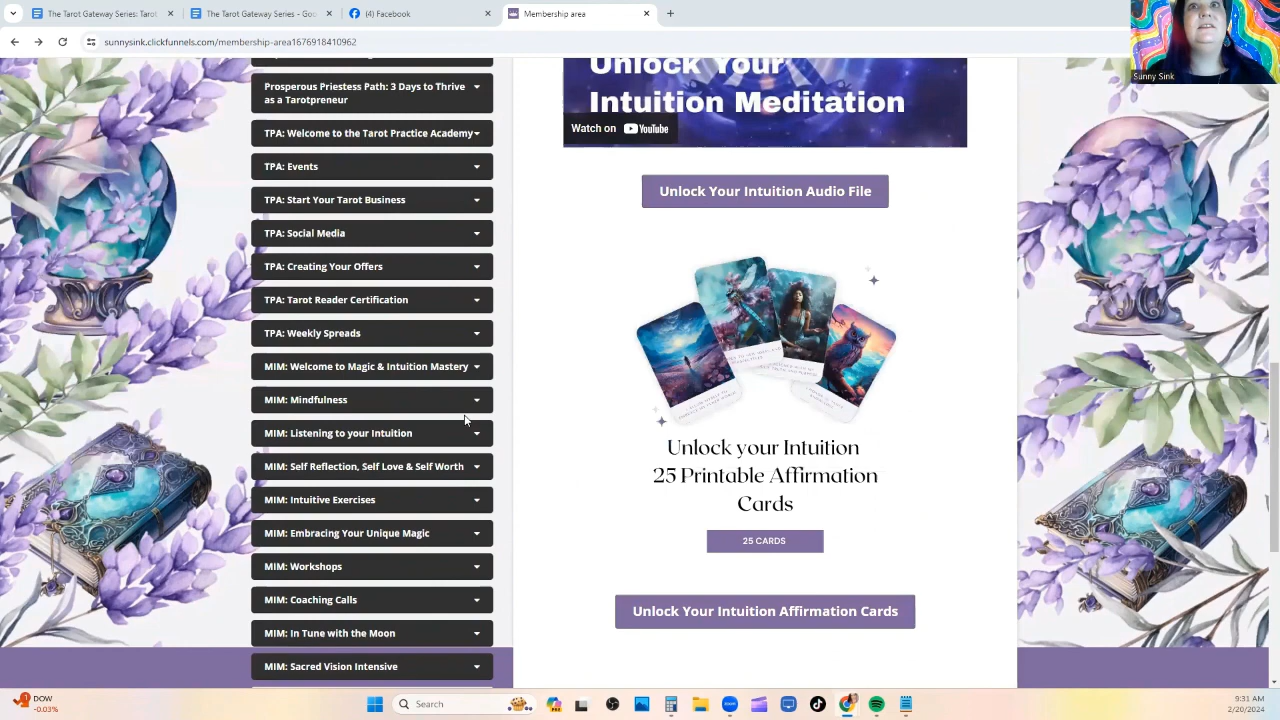 The Tarot Gateway Series: Tarot
The Tarot Gateway Series - Goo
(4) Facebook
Membership area
sunnysink.clickfunnels.com/membership-area1676918410962
Sunny Sink
Prosperous Priestess Path: 3 Days to Thrive
as a Tarotpreneur
TPA: Welcome to the Tarot Practice Academy
TPA: Events
TPA: Start Your Tarot Business
TPA: Social Media
TPA: Creating Your Offers
TPA: Tarot Reader Certification
TPA: Weekly Spreads
MIM: Welcome to Magic & Intuition Mastery
MIM: Mindfulness
MIM: Listening to your Intuition
MIM: Self Reflection, Self Love & Self Worth
MIM: Intuitive Exercises
MIM: Embracing Your Unique Magic
MIM: Workshops
MIM: Coaching Calls
MIM: In Tune with the Moon
MIM: Sacred Vision Intensive
Unlock Your
Intuition Meditation
Watch on YouTube
Unlock Your Intuition Audio File
Unlock your Intuition
25 Printable Affirmation
Cards
25 CARDS
Unlock Your Intuition Affirmation Cards
DOW
-0.03%
Search
9:31 AM
2/20/2024